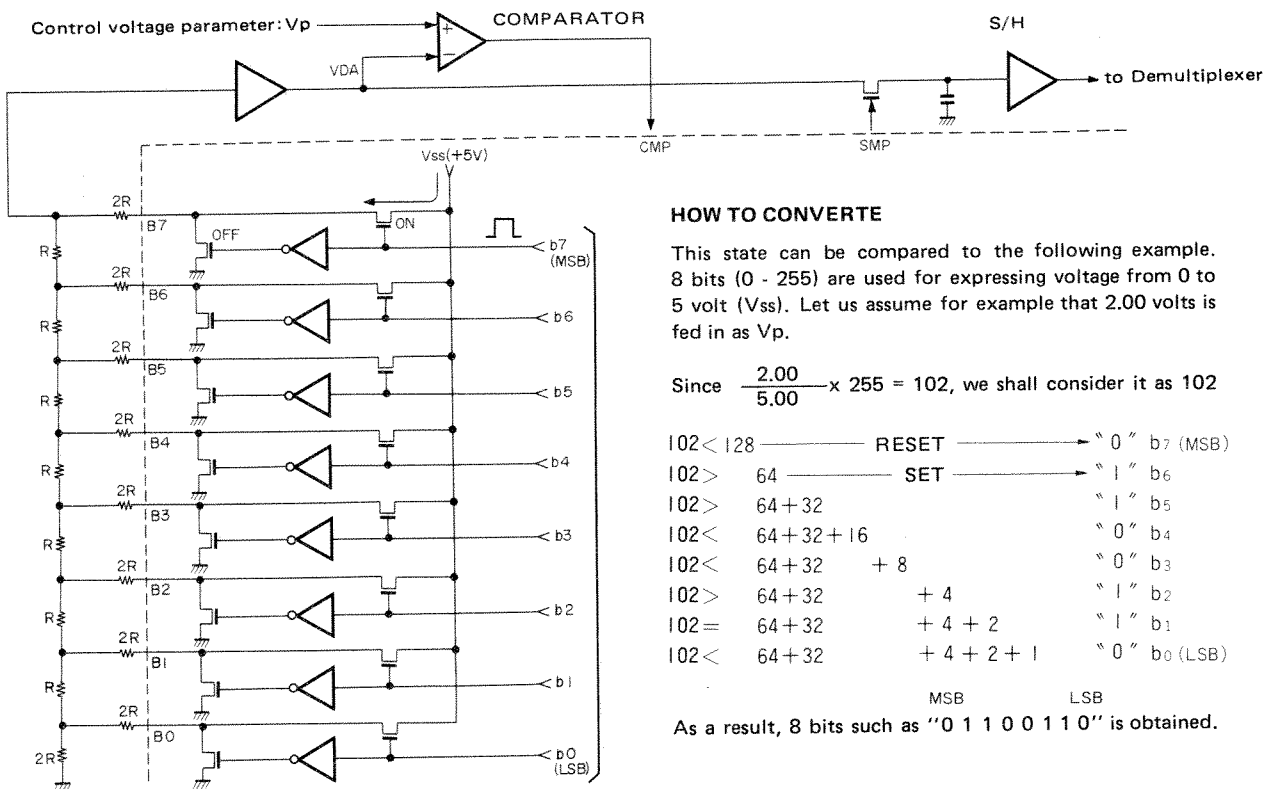 Control voltage parameter: Vp
COMPARATOR
+
−
VDA
S/H
to Demultiplexer
CMP
SMP
Vss(+5V)
2R
B7
ON
OFF
b7
(MSB)
R
2R
B6
b6
R
2R
B5
b5
R
2R
B4
b4
R
2R
B3
b3
R
2R
B2
b2
R
2R
B1
b1
R
2R
B0
b0
(LSB)
2R
HOW TO CONVERTE
This state can be compared to the following example.
8 bits (0 - 255) are used for expressing voltage from 0 to
5 volt (Vss). Let us assume for example that 2.00 volts is
fed in as Vp.
Since 2.00/5.00 x 255 = 102, we shall consider it as 102
102< 128 RESET "0" b7 (MSB)
102> 64 SET "1" b6
102> 64+32 "1" b5
102< 64+32+16 "0" b4
102< 64+32 +8 "0" b3
102> 64+32 +4 "1" b2
102= 64+32 +4+2 "1" b1
102< 64+32 +4+2+1 "0" b0 (LSB)
MSB LSB
As a result, 8 bits such as "0 1 1 0 0 1 1 0" is obtained.